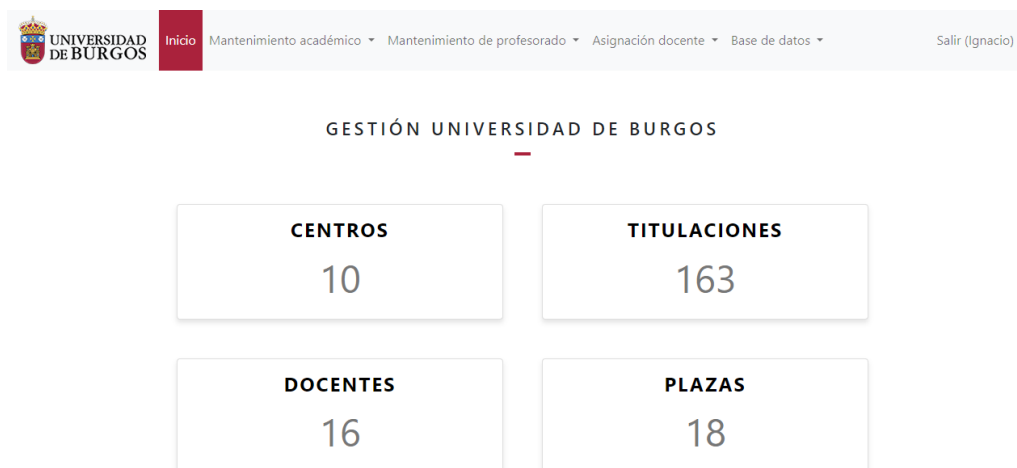 UNIVERSIDAD
DE BURGOS
Inicio Mantenimiento académico Mantenimiento de profesorado Asignación docente Base de datos Salir (Ignacio)
GESTIÓN UNIVERSIDAD DE BURGOS
CENTROS
10
TITULACIONES
163
DOCENTES
16
PLAZAS
18